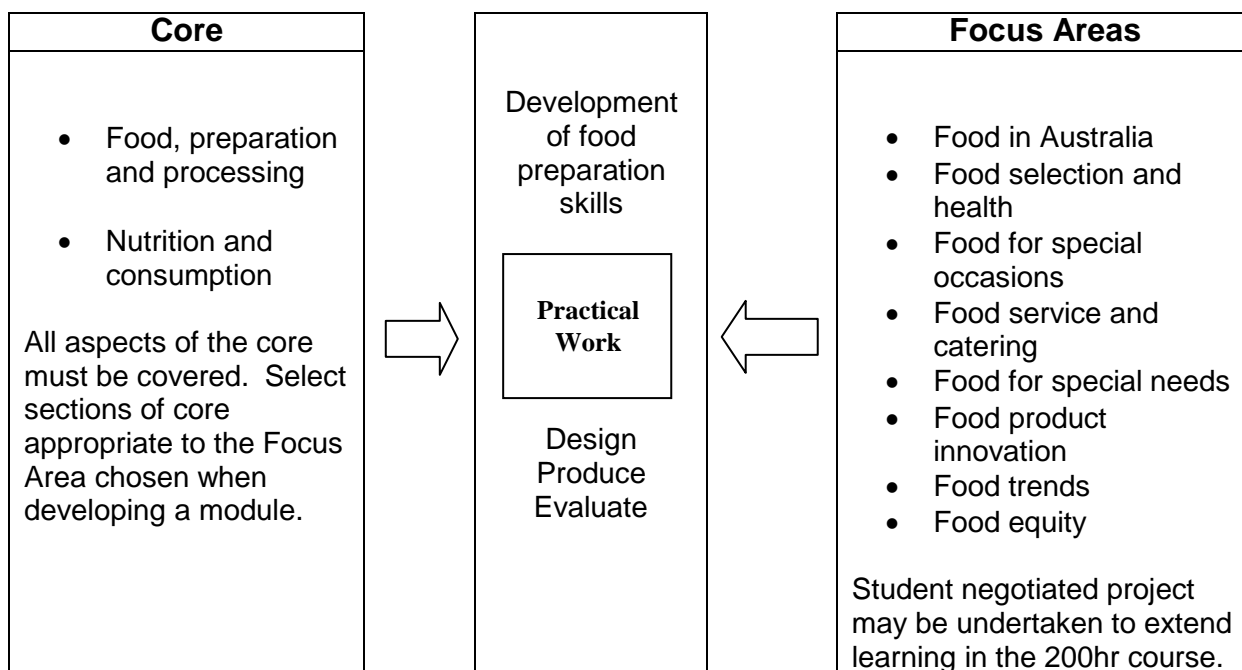 Core
• Food, preparation
and processing
• Nutrition and
consumption
All aspects of the core
must be covered.  Select
sections of core
appropriate to the Focus
Area chosen when
developing a module.
Development
of food
preparation
skills
Practical
Work
Design
Produce
Evaluate
Focus Areas
• Food in Australia
• Food selection and
health
• Food for special
occasions
• Food service and
catering
• Food for special needs
• Food product
innovation
• Food trends
• Food equity
Student negotiated project
may be undertaken to extend
learning in the 200hr course.